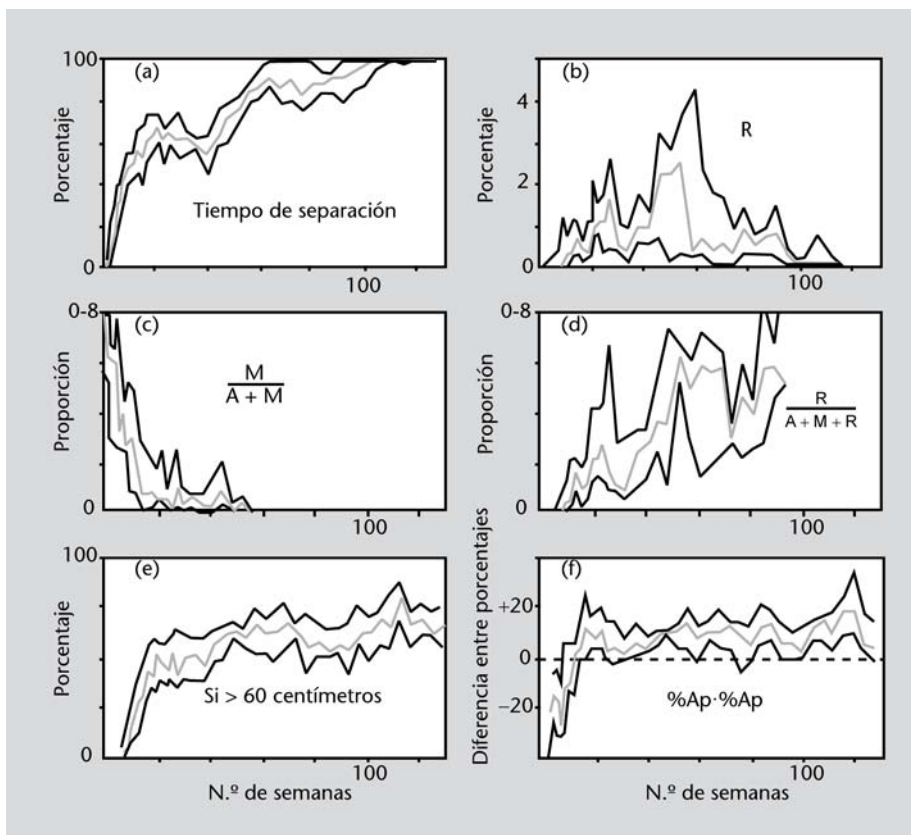 Porcentaje
100
0
(a)
Tiempo de separación
Porcentaje
4
2
0
(b)
R
100
100
Proporción
0-8
0
(c)
M
A + M
100
Proporción
0-8
0
(d)
R
A + M + R
100
Porcentaje
100
0
(e)
Si > 60 centímetros
100
N.º de semanas
Diferencia entre porcentajes
+20
0
−20
(f)
%Ap·%Ap
100
N.º de semanas